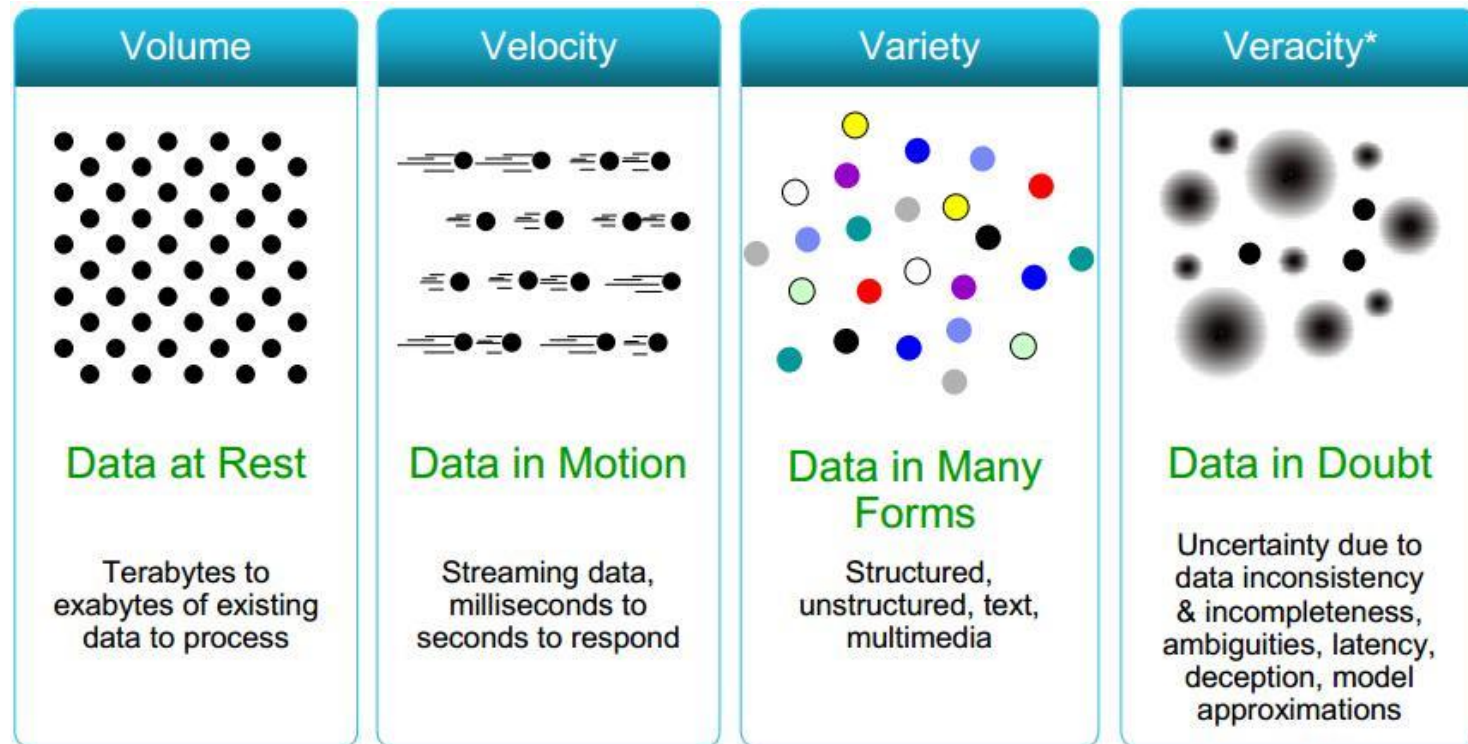 Volume
Data at Rest
Terabytes to
exabytes of existing
data to process
Velocity
Data in Motion
Streaming data,
milliseconds to
seconds to respond
Variety
Data in Many
Forms
Structured,
unstructured, text,
multimedia
Veracity*
Data in Doubt
Uncertainty due to
data inconsistency
& incompleteness,
ambiguities, latency,
deception, model
approximations